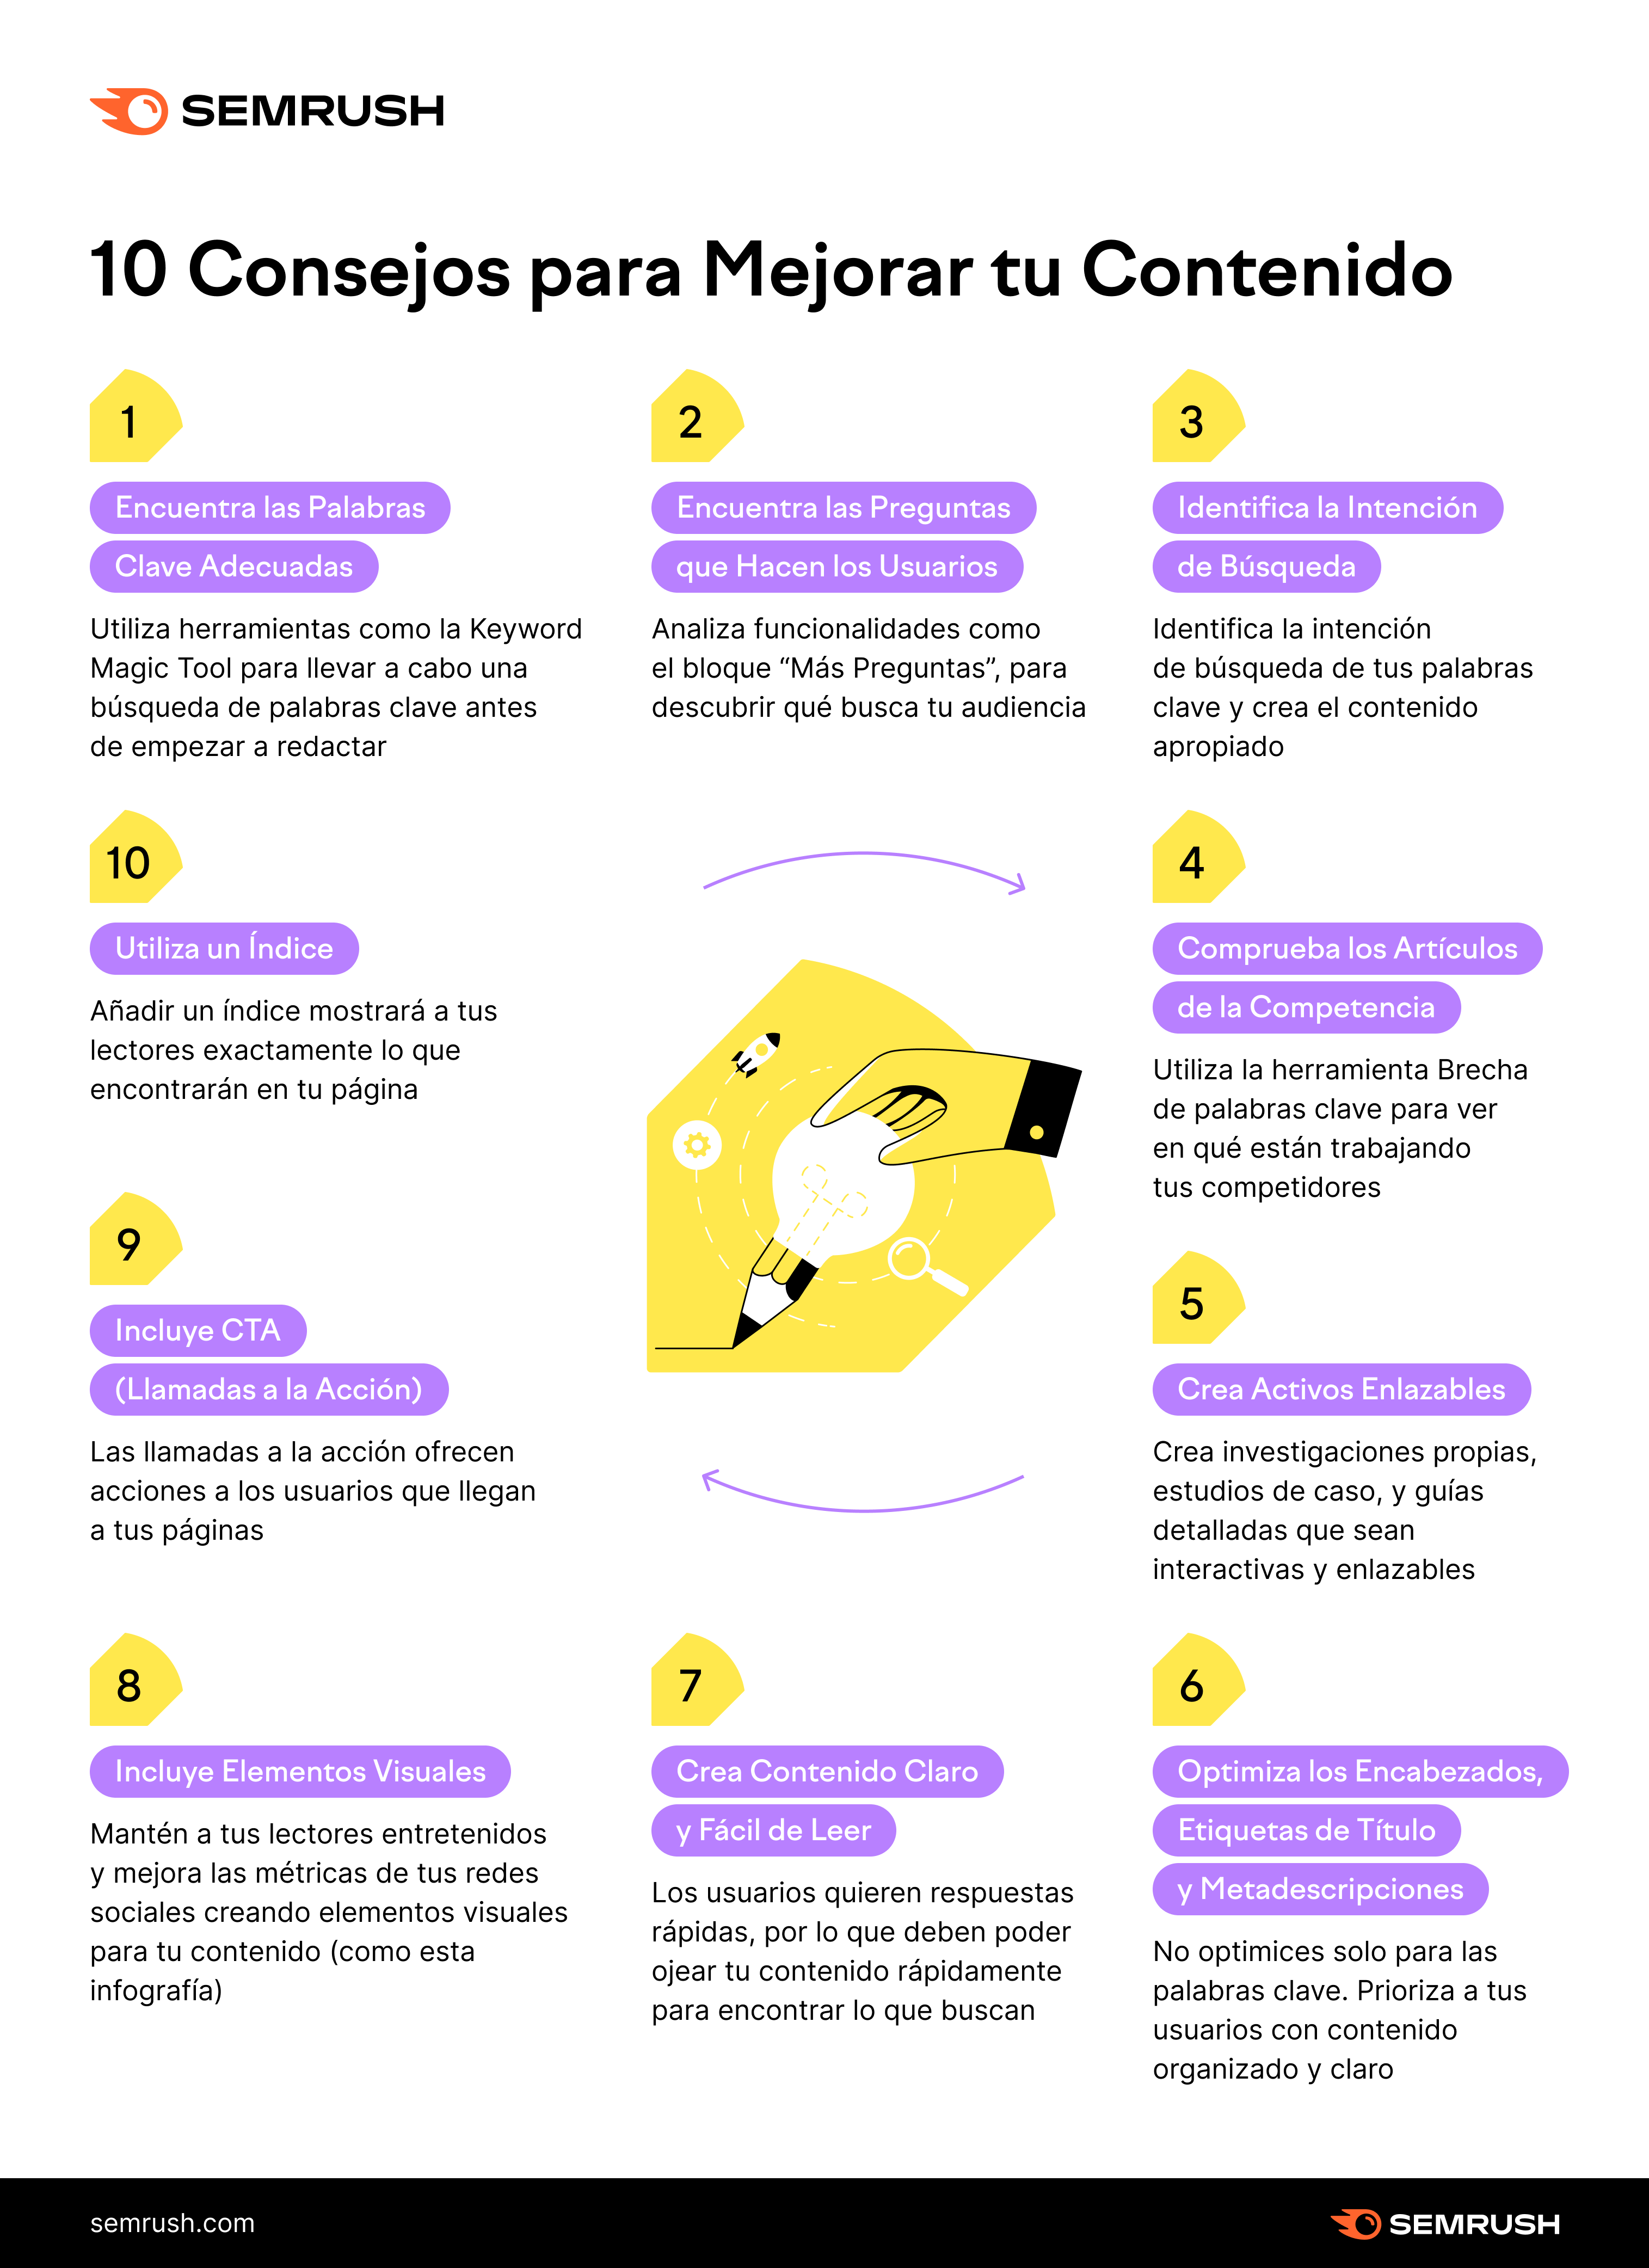 SEMRUSH
10 Consejos para Mejorar tu Contenido
1
Encuentra las Palabras
Clave Adecuadas
Utiliza herramientas como la Keyword
Magic Tool para llevar a cabo una
búsqueda de palabras clave antes
de empezar a redactar
2
Encuentra las Preguntas
que Hacen los Usuarios
Analiza funcionalidades como
el bloque “Más Preguntas”, para
descubrir qué busca tu audiencia
3
Identifica la Intención
de Búsqueda
Identifica la intención
de búsqueda de tus palabras
clave y crea el contenido
apropiado
4
Comprueba los Artículos
de la Competencia
Utiliza la herramienta Brecha
de palabras clave para ver
en qué están trabajando
tus competidores
5
Crea Activos Enlazables
Crea investigaciones propias,
estudios de caso, y guías
detalladas que sean
interactivas y enlazables
6
Optimiza los Encabezados,
Etiquetas de Título
y Metadescripciones
No optimices solo para las
palabras clave. Prioriza a tus
usuarios con contenido
organizado y claro
7
Crea Contenido Claro
y Fácil de Leer
Los usuarios quieren respuestas
rápidas, por lo que deben poder
ojear tu contenido rápidamente
para encontrar lo que buscan
8
Incluye Elementos Visuales
Mantén a tus lectores entretenidos
y mejora las métricas de tus redes
sociales creando elementos visuales
para tu contenido (como esta
infografía)
9
Incluye CTA
(Llamadas a la Acción)
Las llamadas a la acción ofrecen
acciones a los usuarios que llegan
a tus páginas
10
Utiliza un Índice
Añadir un índice mostrará a tus
lectores exactamente lo que
encontrarán en tu página
semrush.com
SEMRUSH